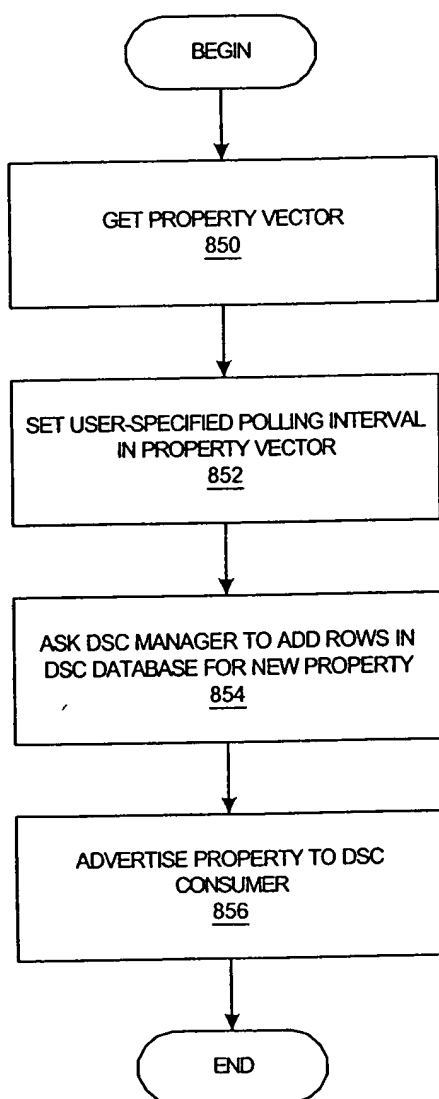 BEGIN
GET PROPERTY VECTOR
850
SET USER-SPECIFIED POLLING INTERVAL
IN PROPERTY VECTOR
852
ASK DSC MANAGER TO ADD ROWS IN
DSC DATABASE FOR NEW PROPERTY
854
ADVERTISE PROPERTY TO DSC
CONSUMER
856
END